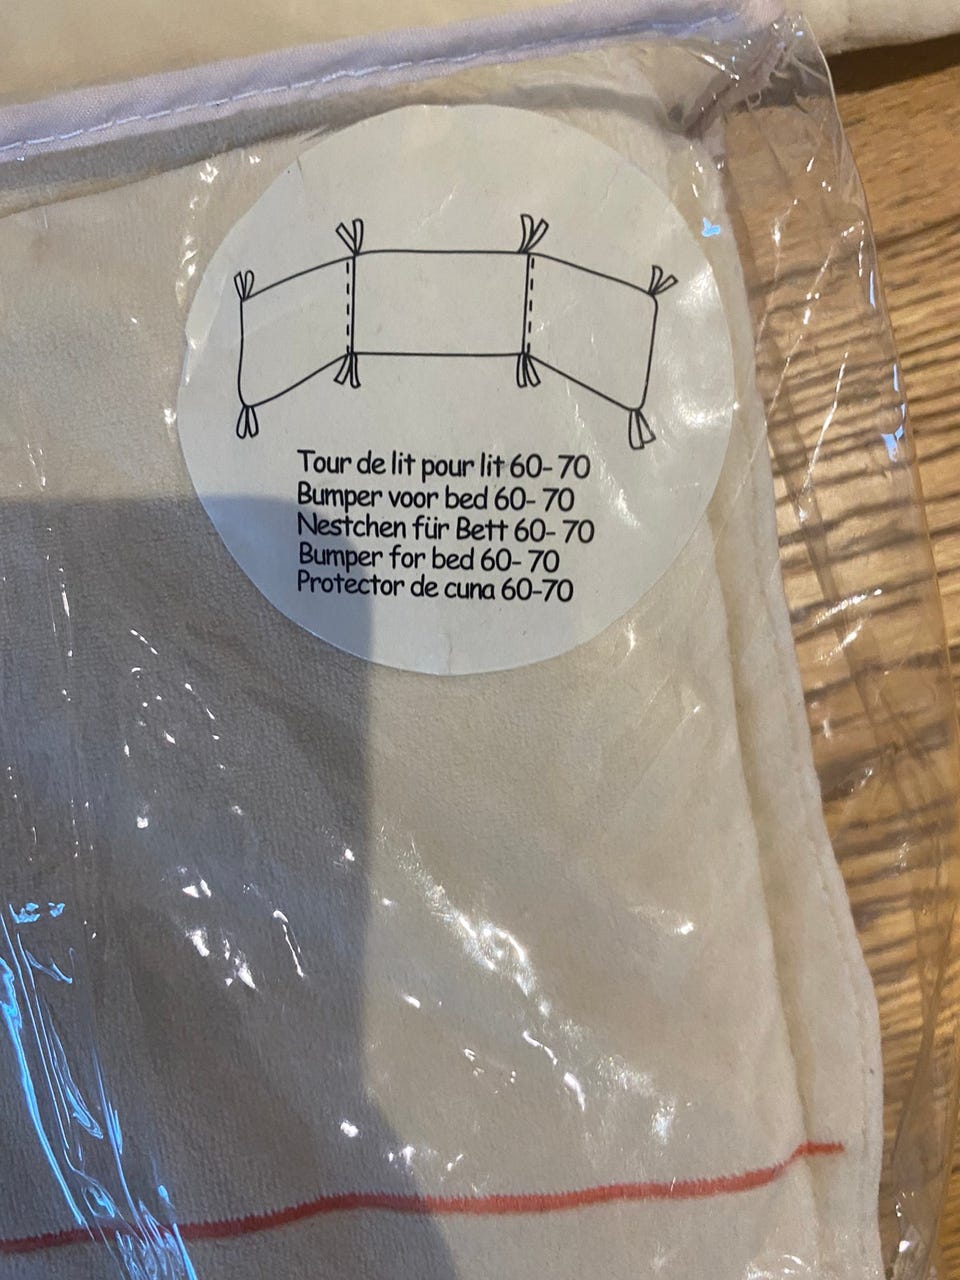 Tour de lit pour lit 60-70
Bumper voor bed 60-70
Nestchen für Bett 60-70
Bumper for bed 60-70
Protector de cuna 60-70